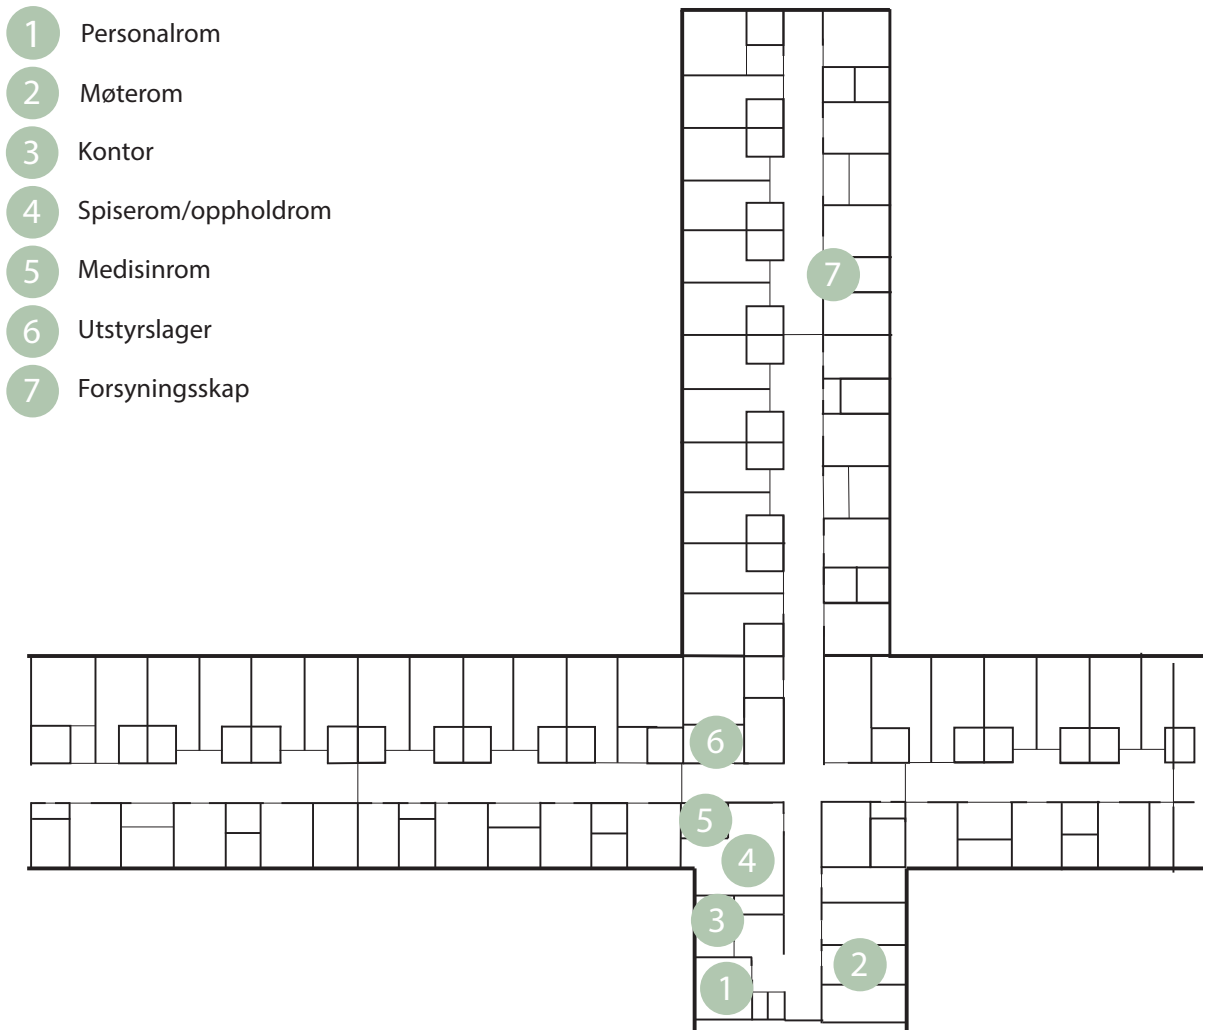 1 Personalrom
2 Møterom
3 Kontor
4 Spiserom/oppholdrom
5 Medisinrom
6 Utstyrslager
7 Forsyningsskap
7
6
5
4
3
2
1